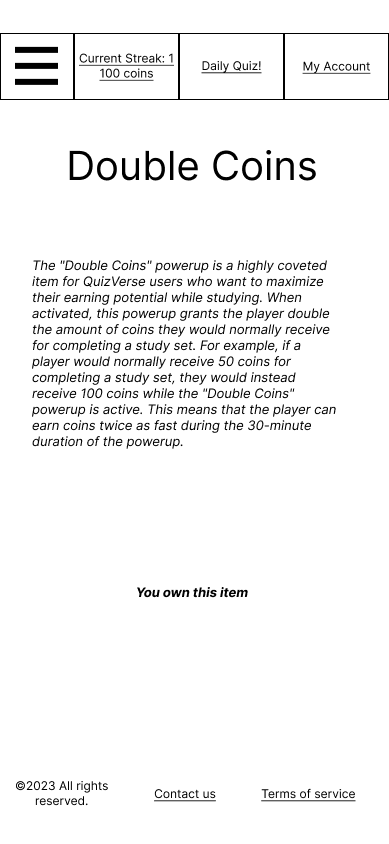 Current Streak: 1
100 coins
Daily Quiz!
My Account
Double Coins
The "Double Coins" powerup is a highly coveted
item for QuizVerse users who want to maximize
their earning potential while studying. When
activated, this powerup grants the player double
the amount of coins they would normally receive
for completing a study set. For example, if a
player would normally receive 50 coins for
completing a study set, they would instead
receive 100 coins while the "Double Coins"
powerup is active. This means that the player can
earn coins twice as fast during the 30-minute
duration of the powerup.
You own this item
©2023 All rights
reserved.
Contact us
Terms of service